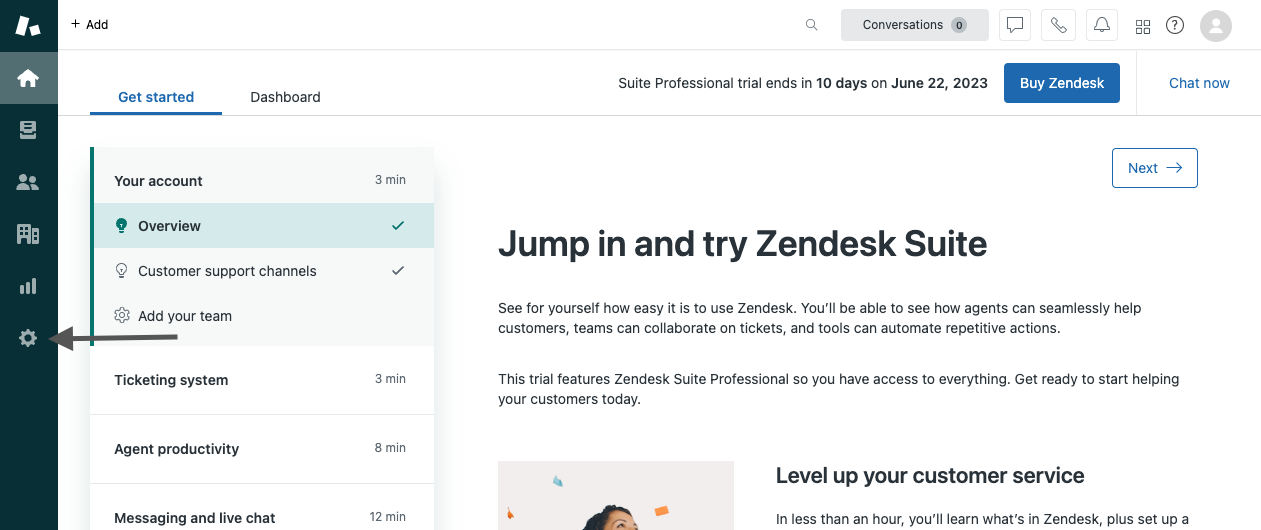 + Add
Conversations 0
Suite Professional trial ends in 10 days on June 22, 2023
Buy Zendesk
Chat now
Get started
Dashboard
Your account
3 min
Overview
Customer support channels
Add your team
Ticketing system
3 min
Agent productivity
8 min
Messaging and live chat
12 min
Next
Jump in and try Zendesk Suite
See for yourself how easy it is to use Zendesk. You’ll be able to see how agents can seamlessly help
customers, teams can collaborate on tickets, and tools can automate repetitive actions.
This trial features Zendesk Suite Professional so you have access to everything. Get ready to start helping
your customers today.
Level up your customer service
In less than an hour, you’ll learn what’s in Zendesk, plus set up a